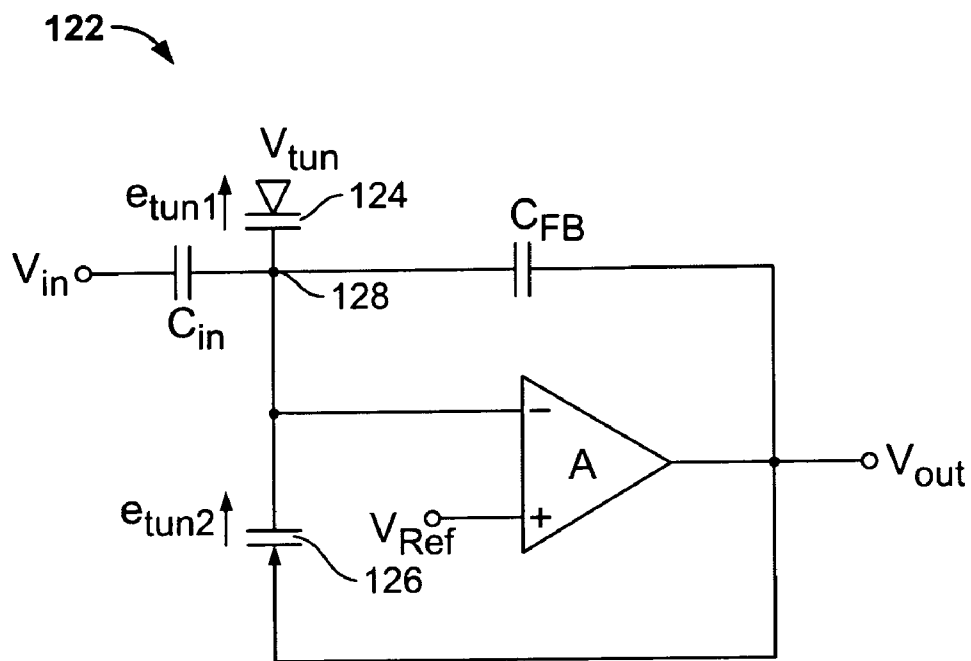 122
V_tun
e_tun1
124
C_FB
V_in
128
C_in
−
A
V_out
e_tun2
V_Ref
+
126